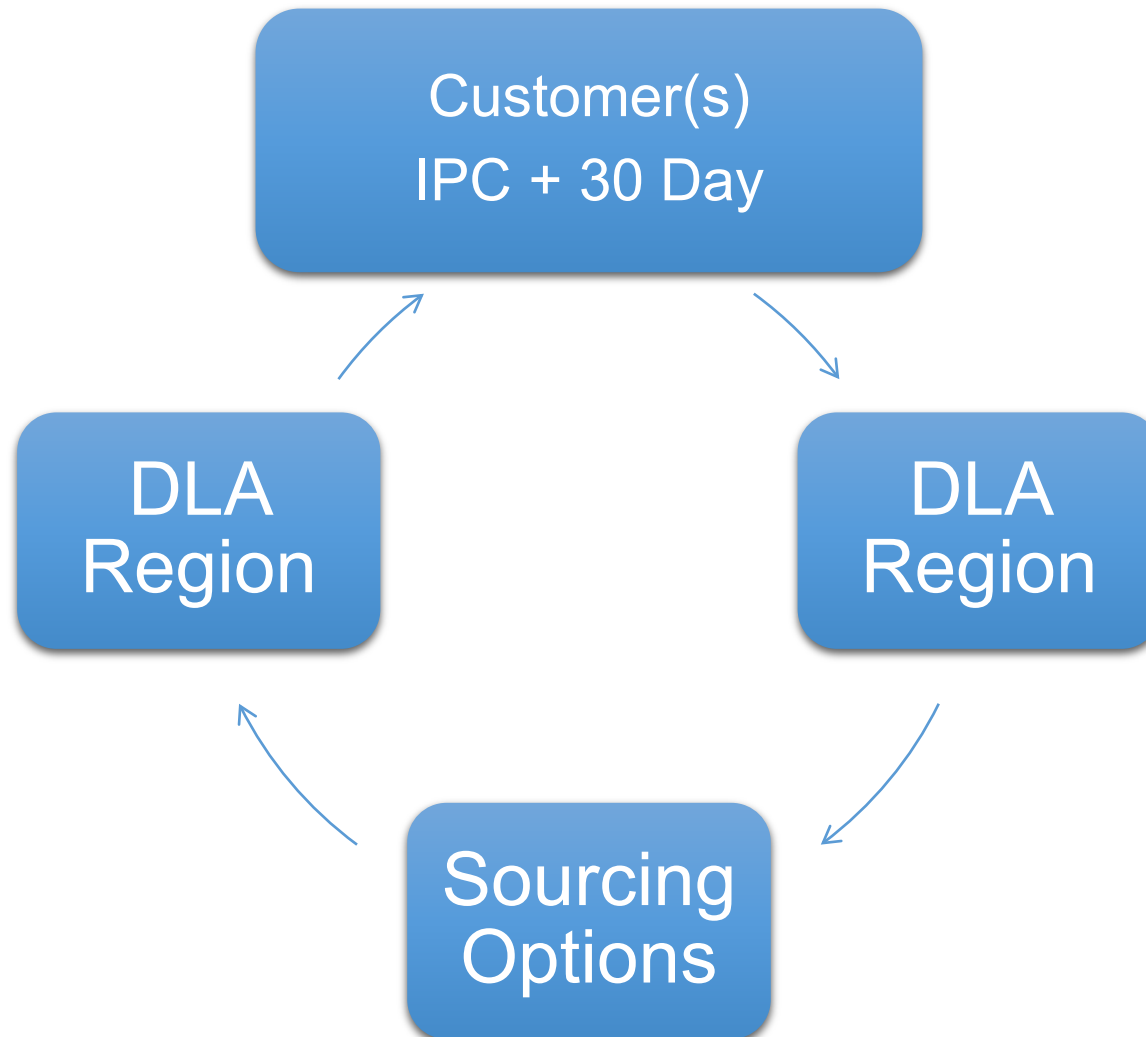 Customer(s)
IPC + 30 Day
DLA
Region
DLA
Region
Sourcing
Options